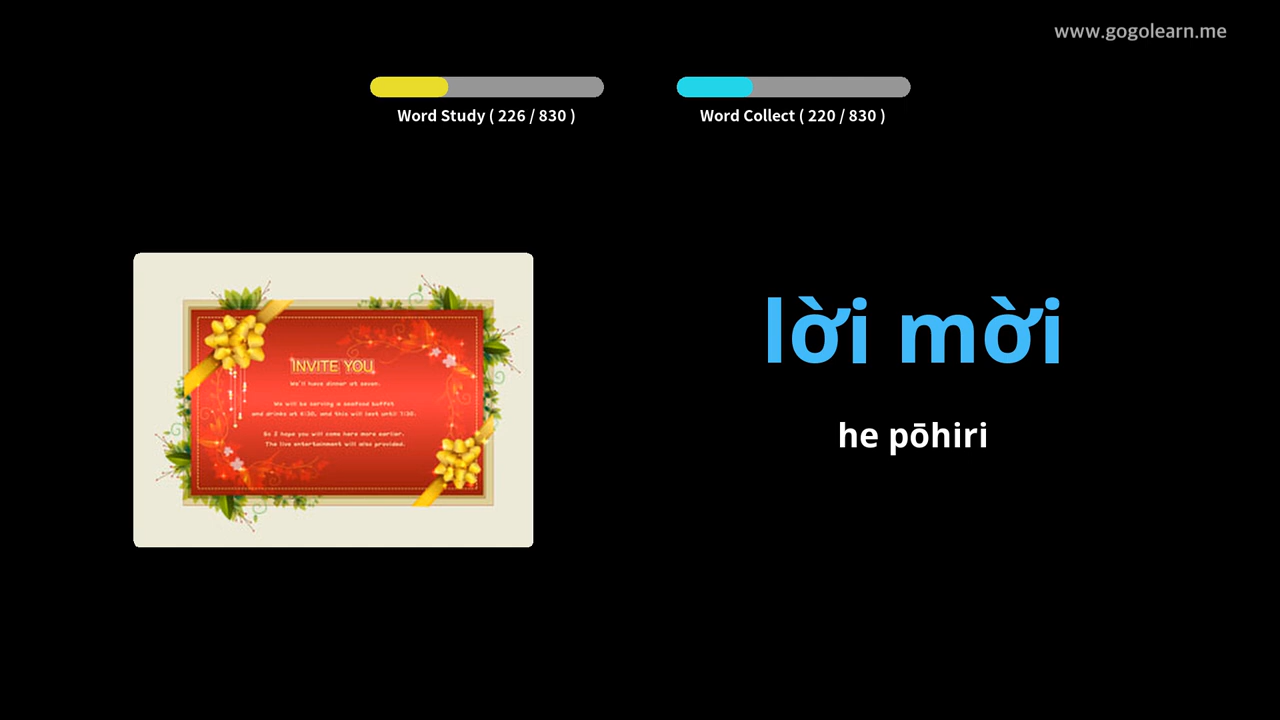 www.gogolearn.me
Word Study ( 226 / 830 )
Word Collect ( 220 / 830 )
INVITE YOU
We'll have dinner at seven.
We will be serving a seafood buffet
and drinks at 6:30, and this will last until 7:30.
So I hope you will come here more earlier.
The live entertainment will also provided.
lời mời
he pōhiri